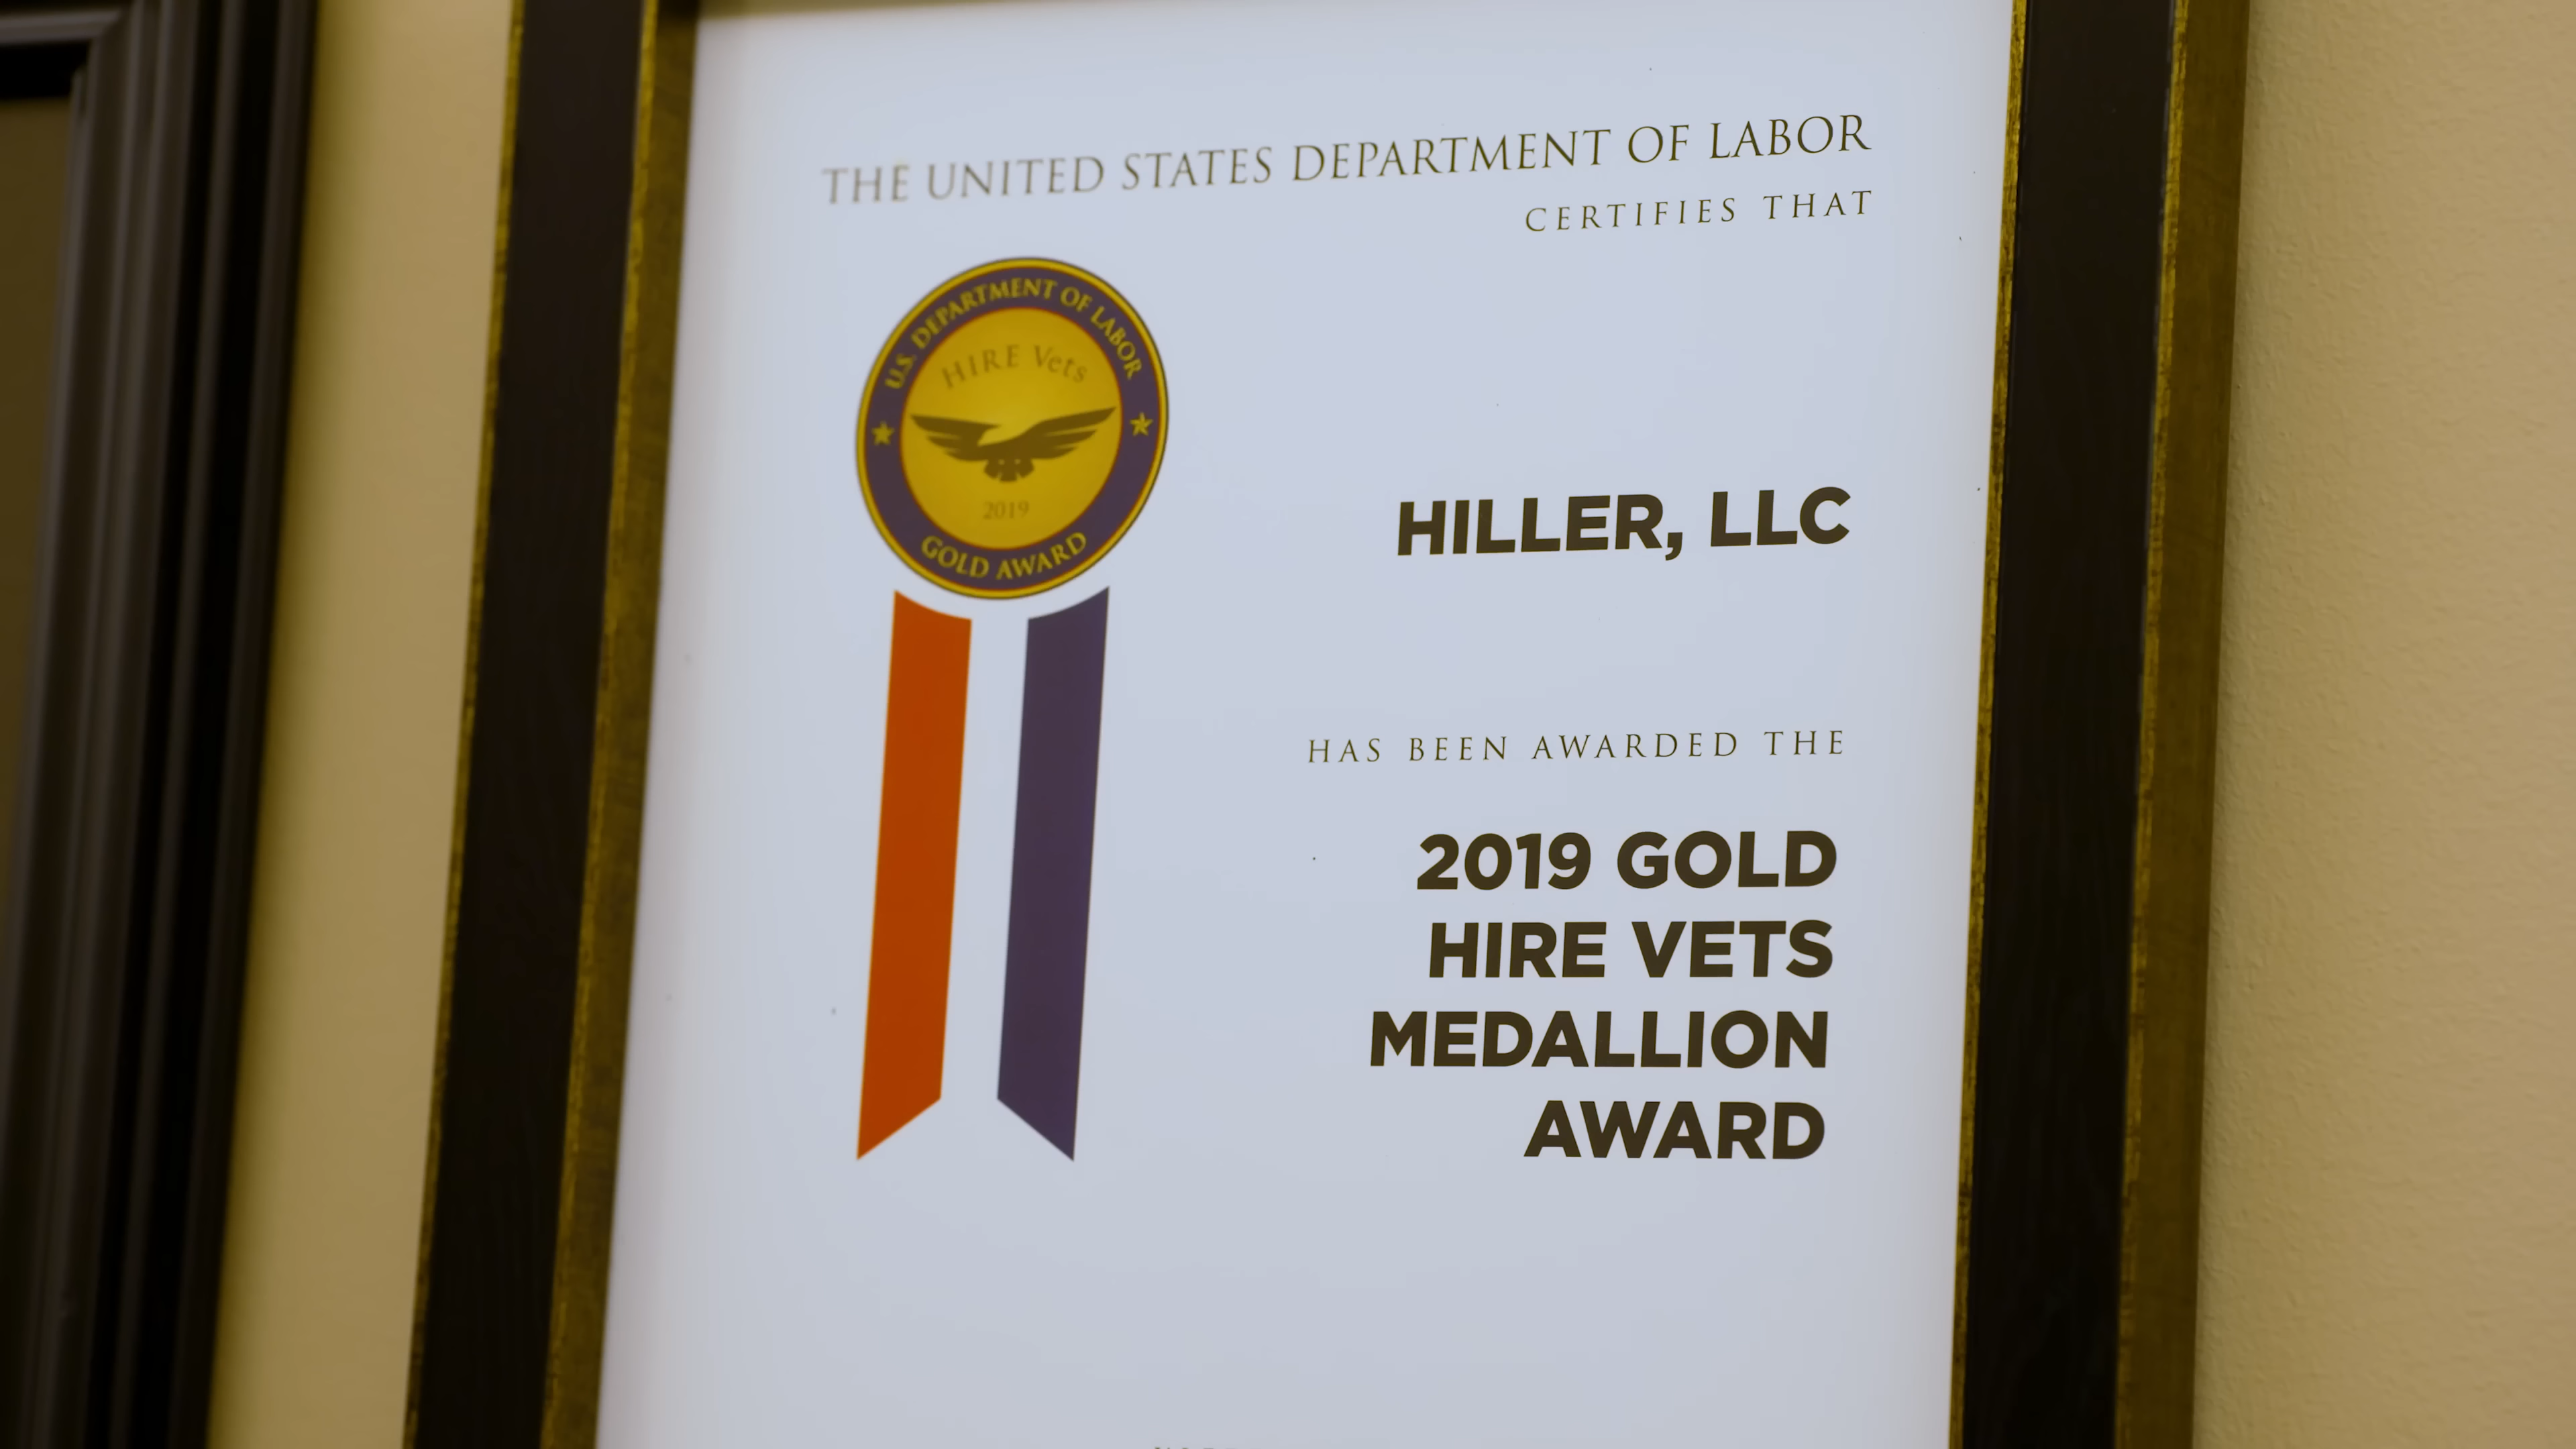 THE UNITED STATES DEPARTMENT OF LABOR
CERTIFIES THAT
U.S. DEPARTMENT OF LABOR
HIRE Vets
2019
GOLD AWARD
HILLER, LLC
HAS BEEN AWARDED THE
2019 GOLD
HIRE VETS
MEDALLION
AWARD